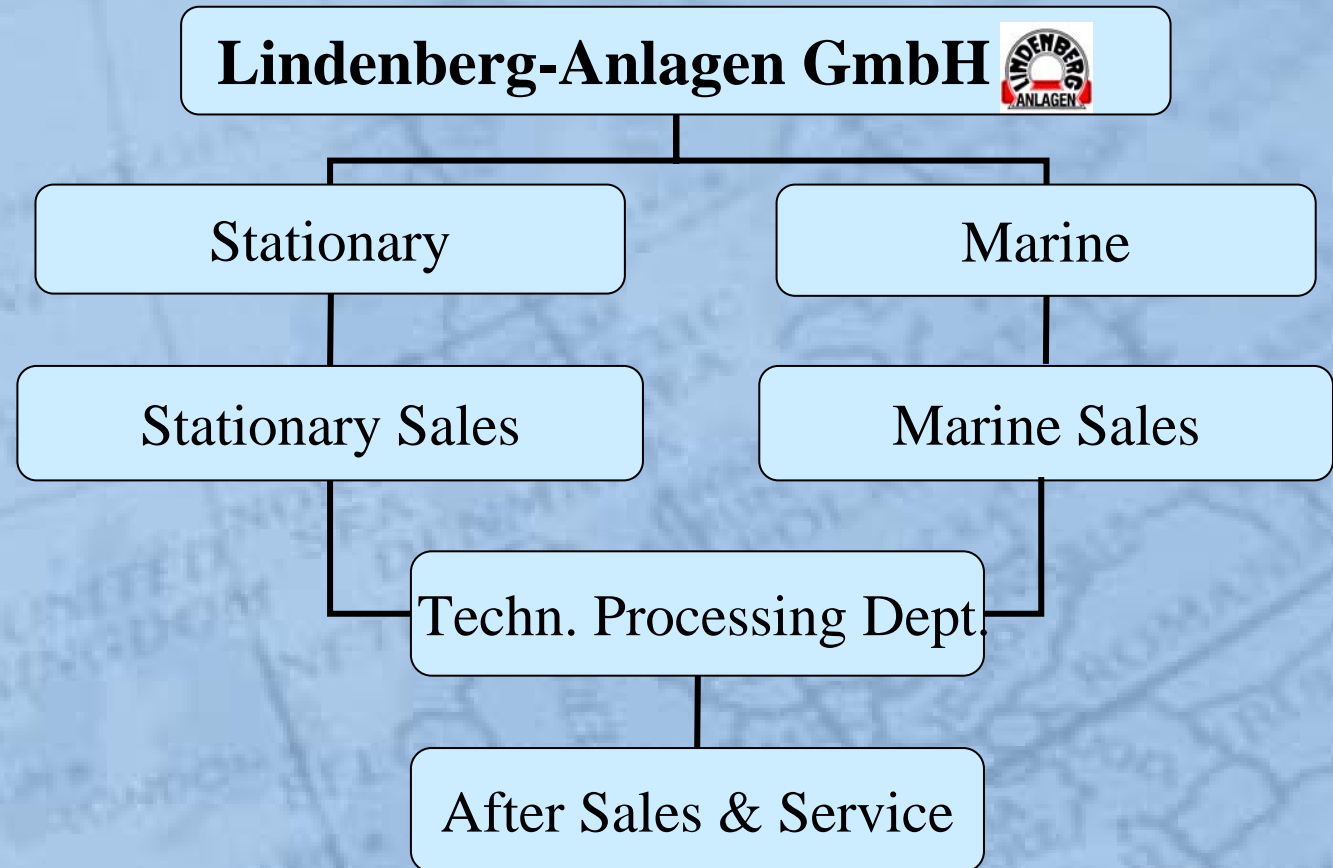 Lindenberg-Anlagen GmbH
LINDENBERG
ANLAGEN
Stationary
Marine
Stationary Sales
Marine Sales
Techn. Processing Dept.
After Sales & Service